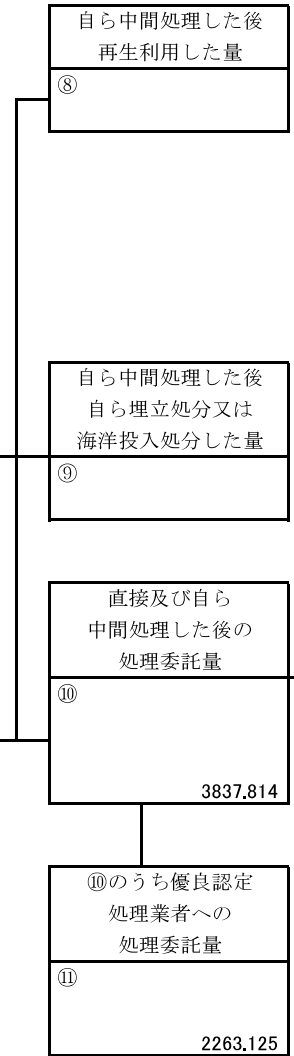 自ら中間処理した後
再生利用した量
⑧
自ら中間処理した後
自ら埋立処分又は
海洋投入処分した量
⑨
直接及び自ら
中間処理した後の
処理委託量
⑩
3837.814
⑩のうち優良認定
処理業者への
処理委託量
⑪
2263.125